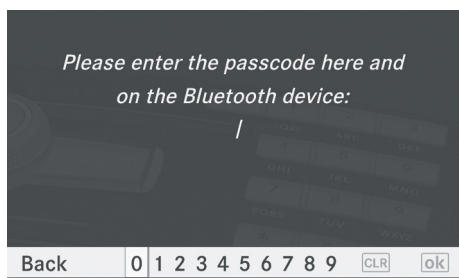 Please enter the passcode here and
on the Bluetooth device:
Back 0 1 2 3 4 5 6 7 8 9 CLR ok